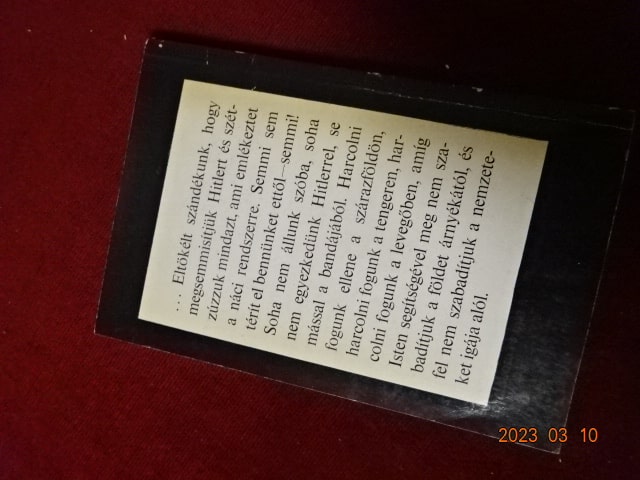 ... Eltökélt szándékunk, hogy
megsemmisítjük Hitlert és szét-
zúzzuk mindazt, ami emlékeztet
a náci rendszerre. Semmi sem
térít el bennünket ettől—semmi!
Soha nem állunk szóba, soha
nem egyezkedünk Hitlerrel, se
mással a bandájából. Harcolni
fogunk ellene a szárazföldön,
harcolni fogunk a tengeren, har-
colni fogunk a levegőben, amíg
Isten segítségével meg nem sza-
badítjuk a földet árnyékától, és
fel nem szabadítjuk a nemzete-
ket igája alól.
2023 03 10